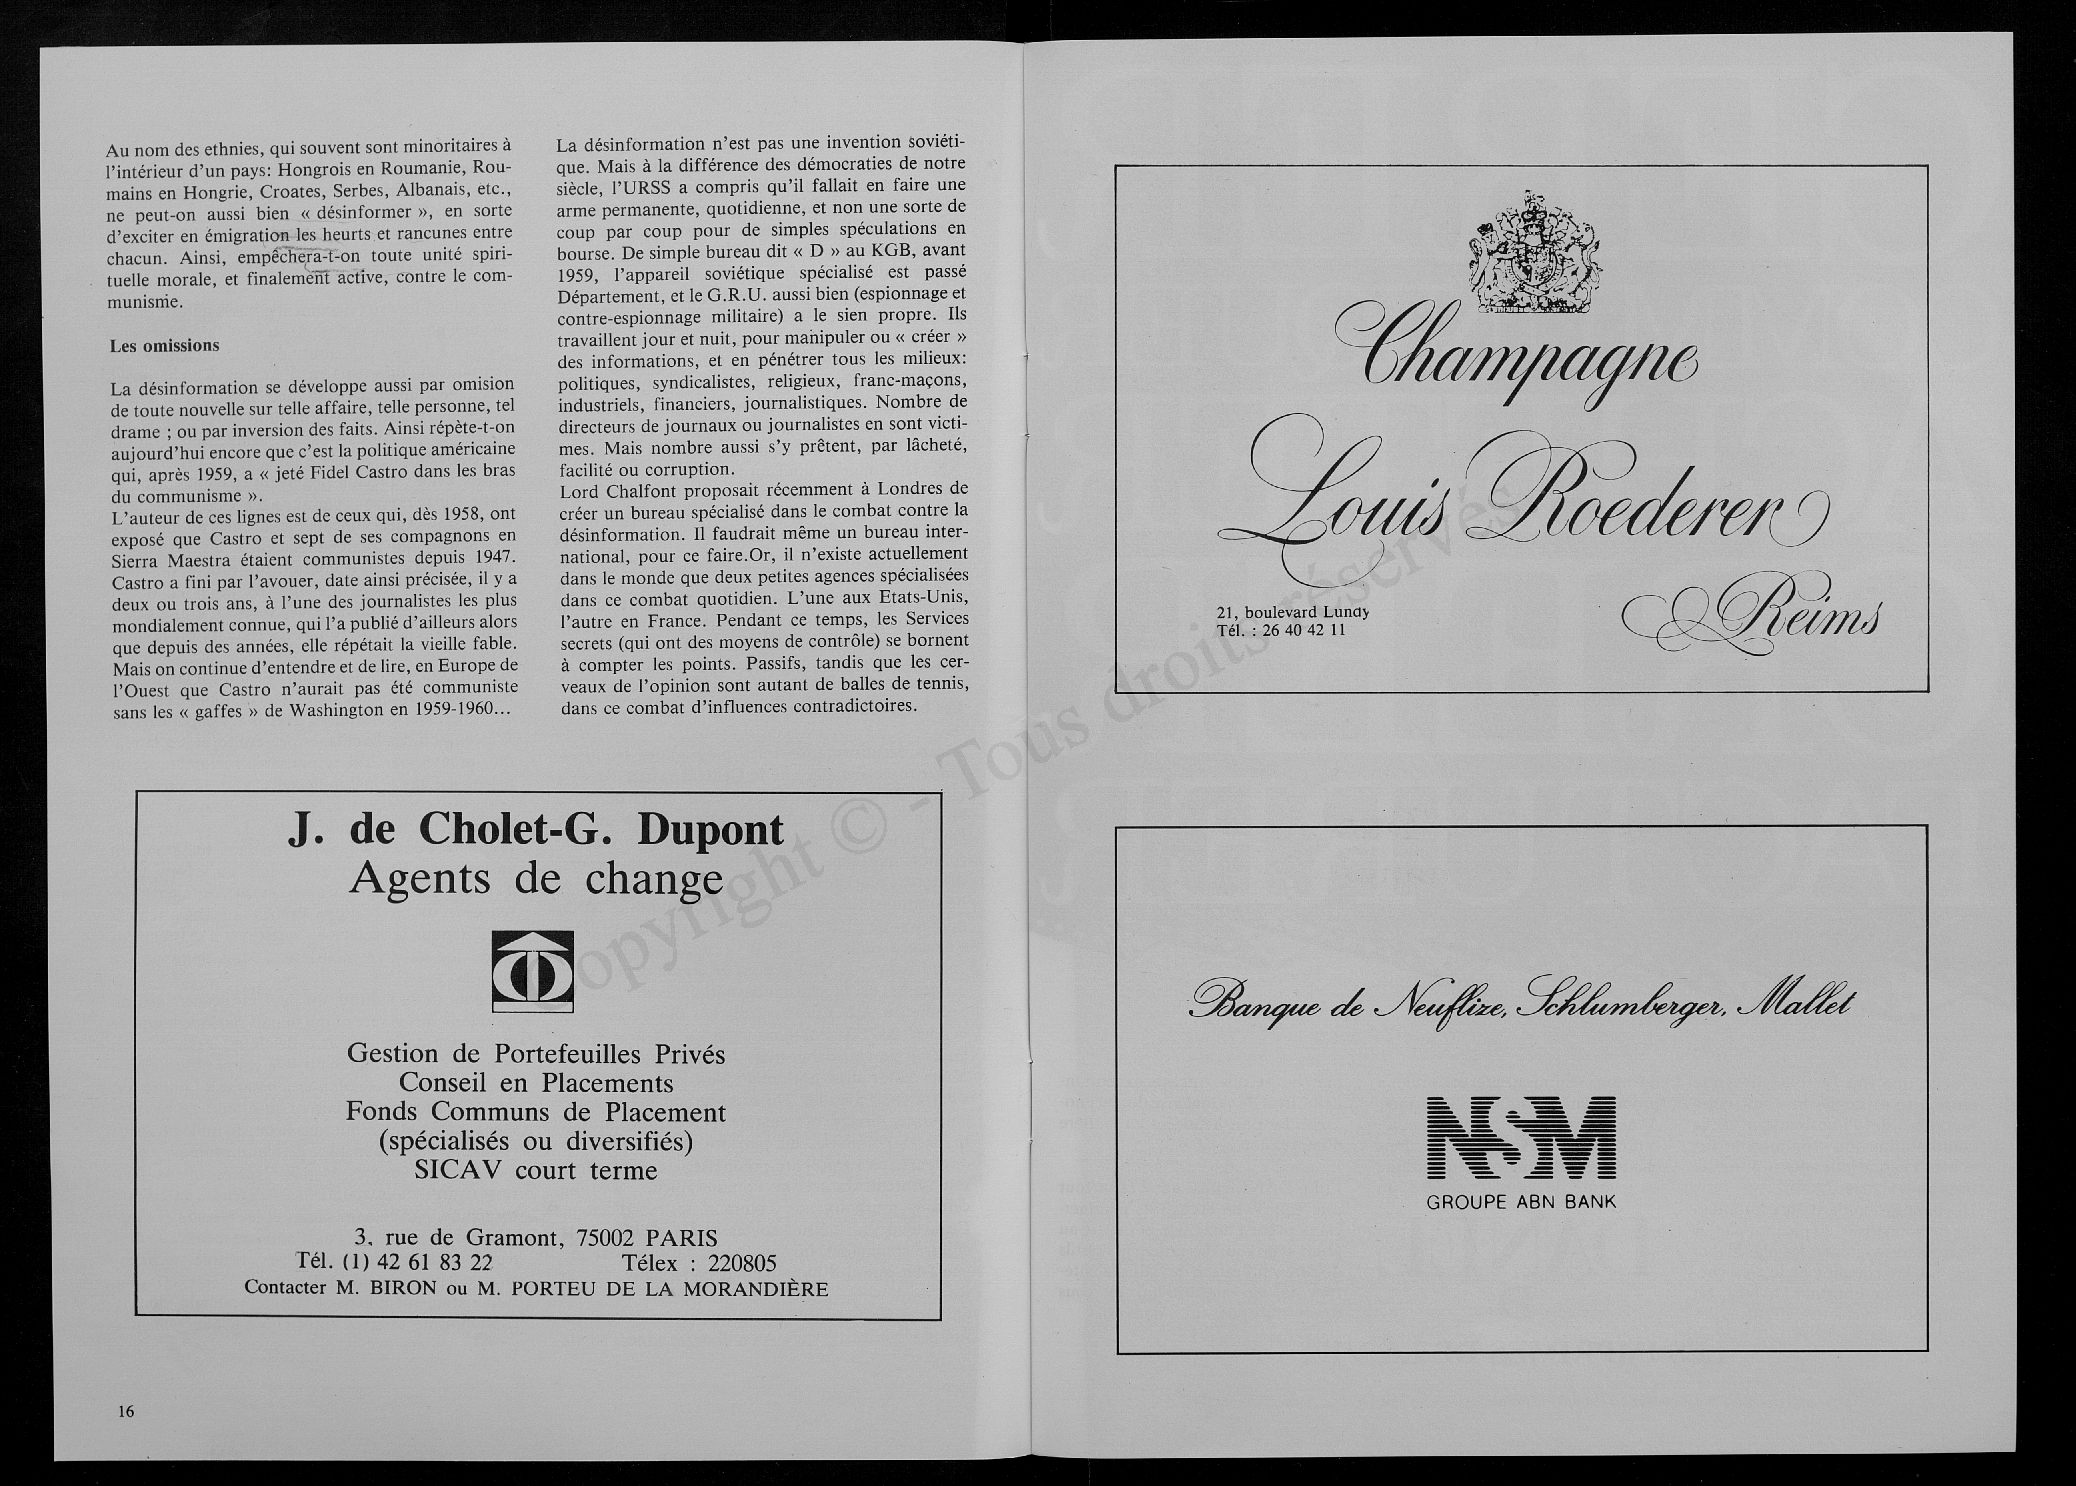 Au nom des ethnies, qui souvent sont minoritaires à
l'intérieur d'un pays: Hongrois en Roumanie, Rou-
mains en Hongrie, Croates, Serbes, Albanais, etc.,
ne peut-on aussi bien « désinformer », en sorte
d'exciter en émigration les heurts et rancunes entre
chacun. Ainsi, empêchera-t-on toute unité spiri-
tuelle morale, et finalement active, contre le com-
munisme.
Les omissions
La désinformation se développe aussi par omision
de toute nouvelle sur telle affaire, telle personne, tel
drame ; ou par inversion des faits. Ainsi répète-t-on
aujourd'hui encore que c'est la politique américaine
qui, après 1959, a « jeté Fidel Castro dans les bras
du communisme ».
L'auteur de ces lignes est de ceux qui, dès 1958, ont
exposé que Castro et sept de ses compagnons en
Sierra Maestra étaient communistes depuis 1947.
Castro a fini par l'avouer, date ainsi précisée, il y a
deux ou trois ans, à l'une des journalistes les plus
mondialement connue, qui l'a publié d'ailleurs alors
que depuis des années, elle répétait la vieille fable.
Mais on continue d'entendre et de lire, en Europe de
l'Ouest que Castro n'aurait pas été communiste
sans les « gaffes » de Washington en 1959-1960...
La désinformation n'est pas une invention soviéti-
que. Mais à la différence des démocraties de notre
siècle, l'URSS a compris qu'il fallait en faire une
arme permanente, quotidienne, et non une sorte de
coup par coup pour de simples spéculations en
bourse. De simple bureau dit « D » au KGB, avant
1959, l'appareil soviétique spécialisé est passé
Département, et le G.R.U. aussi bien (espionnage et
contre-espionnage militaire) a le sien propre. Ils
travaillent jour et nuit, pour manipuler ou « créer »
des informations, et en pénétrer tous les milieux:
politiques, syndicalistes, religieux, franc-maçons,
industriels, financiers, journalistiques. Nombre de
directeurs de journaux ou journalistes en sont victi-
mes. Mais nombre aussi s'y prêtent, par lâcheté,
facilité ou corruption.
Lord Chalfont proposait récemment à Londres de
créer un bureau spécialisé dans le combat contre la
désinformation. Il faudrait même un bureau inter-
national, pour ce faire.Or, il n'existe actuellement
dans le monde que deux petites agences spécialisées
dans ce combat quotidien. L'une aux Etats-Unis,
l'autre en France. Pendant ce temps, les Services
secrets (qui ont des moyens de contrôle) se bornent
à compter les points. Passifs, tandis que les cer-
veaux de l'opinion sont autant de balles de tennis,
dans ce combat d'influences contradictoires.
J. de Cholet-G. Dupont
Agents de change
Gestion de Portefeuilles Privés
Conseil en Placements
Fonds Communs de Placement
(spécialisés ou diversifiés)
SICAV court terme
3, rue de Gramont, 75002 PARIS
Tél. (1) 42 61 83 22 Télex : 220805
Contacter M. BIRON ou M. PORTEU DE LA MORANDIÈRE
16
Champagne
Louis Roederer
Reims
21, boulevard Lundy
Tél. : 26 40 42 11
Banque de Neuflize, Schlumberger, Mallet
NSM
GROUPE ABN BANK
Copyright © - Tous droits réservés